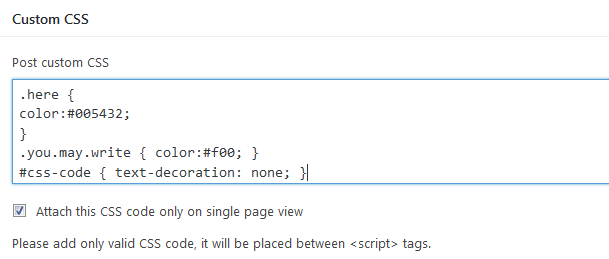 Custom CSS
Post custom CSS
.here {
color:#005432;
}
.you.may.write { color:#f00; }
#css-code { text-decoration: none; }
Attach this CSS code only on single page view
Please add only valid CSS code, it will be placed between <script> tags.